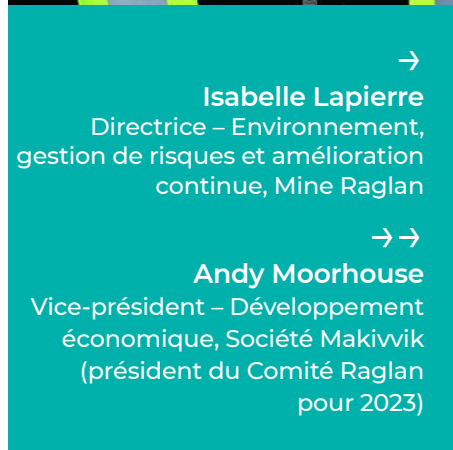 →
Isabelle Lapierre
Directrice – Environnement,
gestion de risques et amélioration
continue, Mine Raglan
→→
Andy Moorhouse
Vice-président – Développement
économique, Société Makivvik
(président du Comité Raglan
pour 2023)